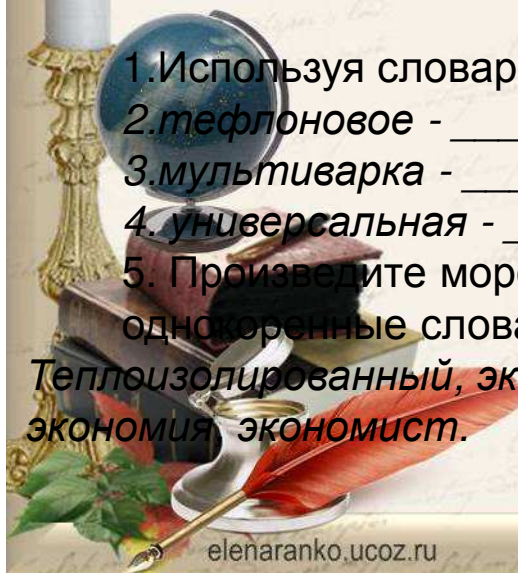 1.Используя словар
2.тефлоновое - ___
3.мультиварка - ___
4. универсальная - _
5. Произведите мор
однокоренные слова
Теплоизолированный, эк
экономия, экономист.
elenaranko.ucoz.ru